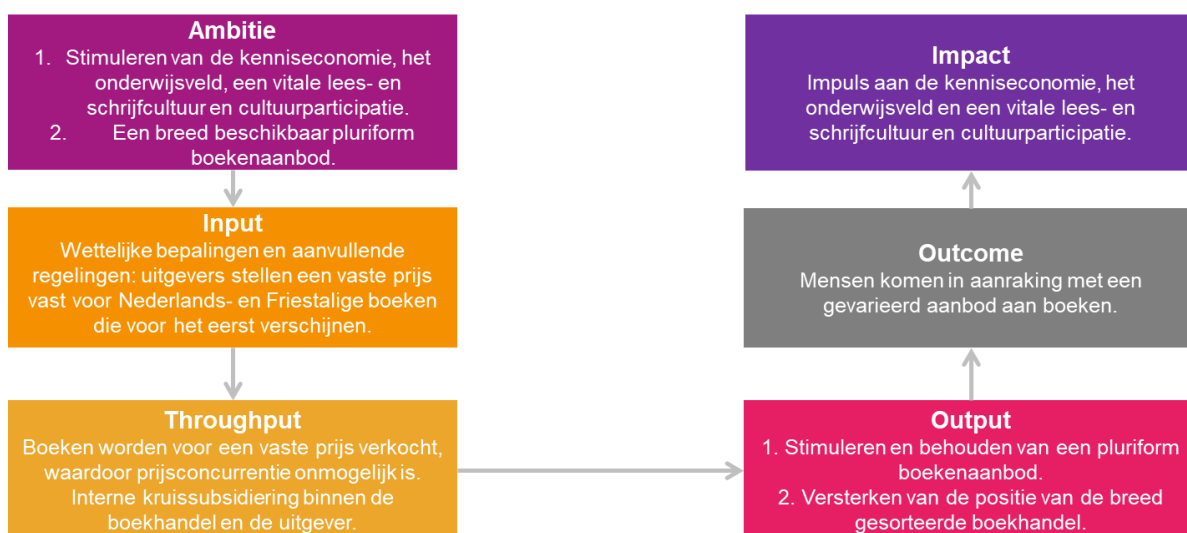 Ambitie
1. Stimuleren van de kenniseconomie, het
onderwijsveld, een vitale lees- en
schrijfcultuur en cultuurparticipatie.
2. Een breed beschikbaar pluriform
boekenaanbod.
Input
Wettelijke bepalingen en aanvullende
regelingen: uitgevers stellen een vaste prijs
vast voor Nederlands- en Friestalige boeken
die voor het eerst verschijnen.
Throughput
Boeken worden voor een vaste prijs verkocht,
waardoor prijsconcurrentie onmogelijk is.
Interne kruissubsidiering binnen de
boekhandel en de uitgever.
Output
1. Stimuleren en behouden van een pluriform
boekenaanbod.
2. Versterken van de positie van de breed
gesorteerde boekhandel.
Outcome
Mensen komen in aanraking met een
gevarieerd aanbod aan boeken.
Impact
Impuls aan de kenniseconomie, het
onderwijsveld en een vitale lees- en
schrijfcultuur en cultuurparticipatie.